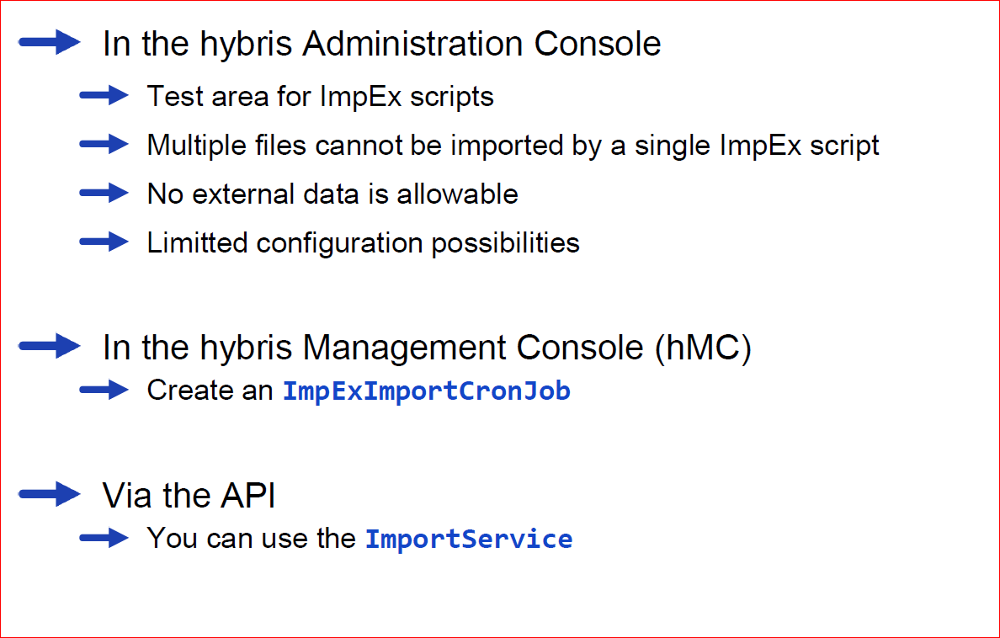 In the hybris Administration Console
Test area for ImpEx scripts
Multiple files cannot be imported by a single ImpEx script
No external data is allowable
Limitted configuration possibilities
In the hybris Management Console (hMC)
Create an ImpExImportCronJob
Via the API
You can use the ImportService